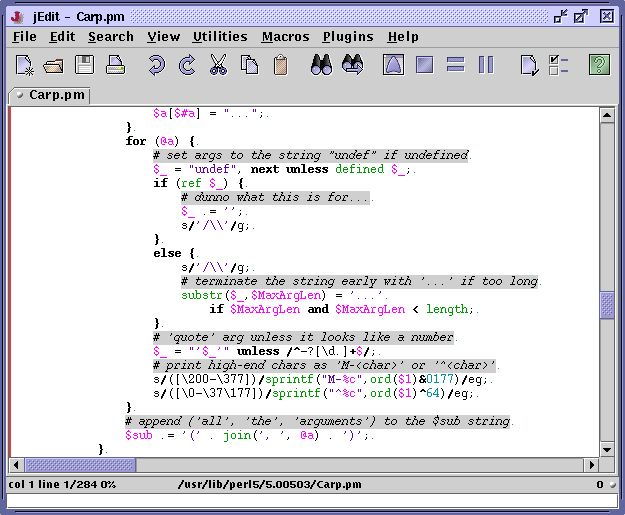 jEdit - Carp.pm
File Edit Search View Utilities Macros Plugins Help
Carp.pm
$a[$#a] = "...";.
}.
for (@a) {.
# set args to the string "undef" if undefined.
$_ = "undef", next unless defined $_;.
if (ref $_) {.
# dunno what this is for....
$_ .= '';.
s/'/\\'/g;.
}.
else {.
s/'/\\'/g;.
# terminate the string early with '...' if too long.
substr($_,$MaxArgLen) = '...'.
if $MaxArgLen and $MaxArgLen < length;.
}.
# 'quote' arg unless it looks like a number.
$_ = "'$_'" unless /^-?[\d.]+$/;.
# print high-end chars as 'M-<char>' or '^<char>'.
s/([\200-\377])/sprintf("M-%c",ord($1)&0177)/eg;.
s/([\0-\37\177])/sprintf("^%c",ord($1)^64)/eg;.
}.
# append ('all', 'the', 'arguments') to the $sub string.
$sub .= '(' . join(', ', @a) . ')';.
}.
col 1 line 1/284 0% /usr/lib/perl5/5.00503/Carp.pm 0